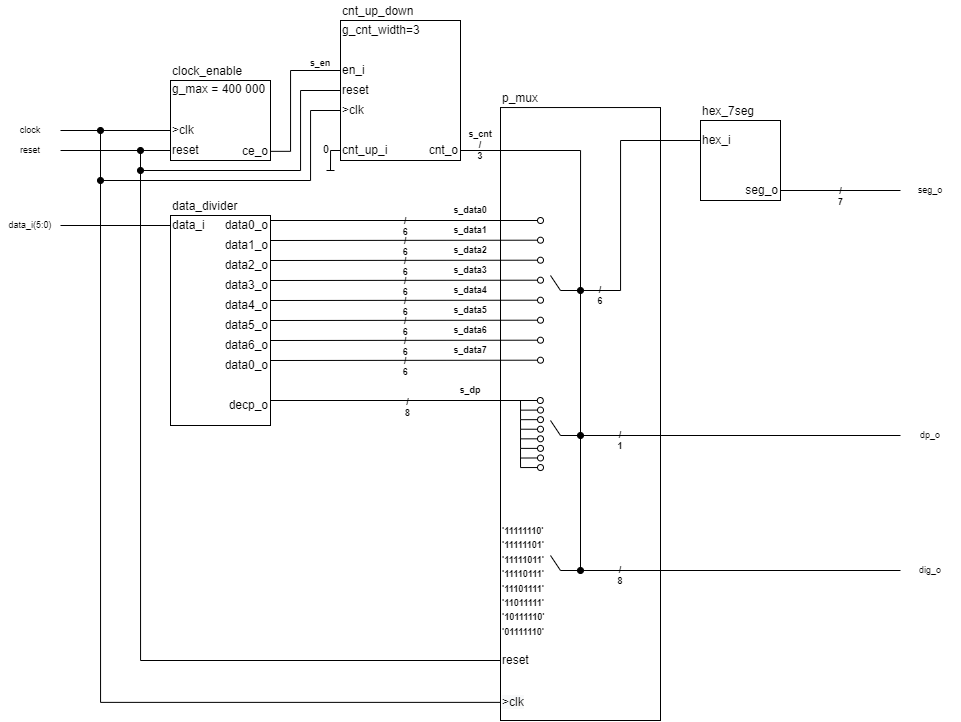 cnt_up_down
g_cnt_width=3
s_en
en_i
reset
>clk
0
cnt_up_i
cnt_o
s_cnt
3
clock_enable
g_max = 400 000
clock
>clk
reset
reset
ce_o
p_mux
hex_7seg
hex_i
seg_o
7
seg_o
data_divider
data_i(5:0)
data_i
data0_o
s_data0
6
data1_o
s_data1
6
data2_o
s_data2
6
data3_o
s_data3
6
data4_o
s_data4
6
data5_o
s_data5
6
data6_o
s_data6
6
data0_o
s_data7
6
6
decp_o
s_dp
8
1
dp_o
'11111110'
'11111101'
'11111011'
'11110111'
'11101111'
'11011111'
'10111110'
'01111110'
8
dig_o
reset
>clk